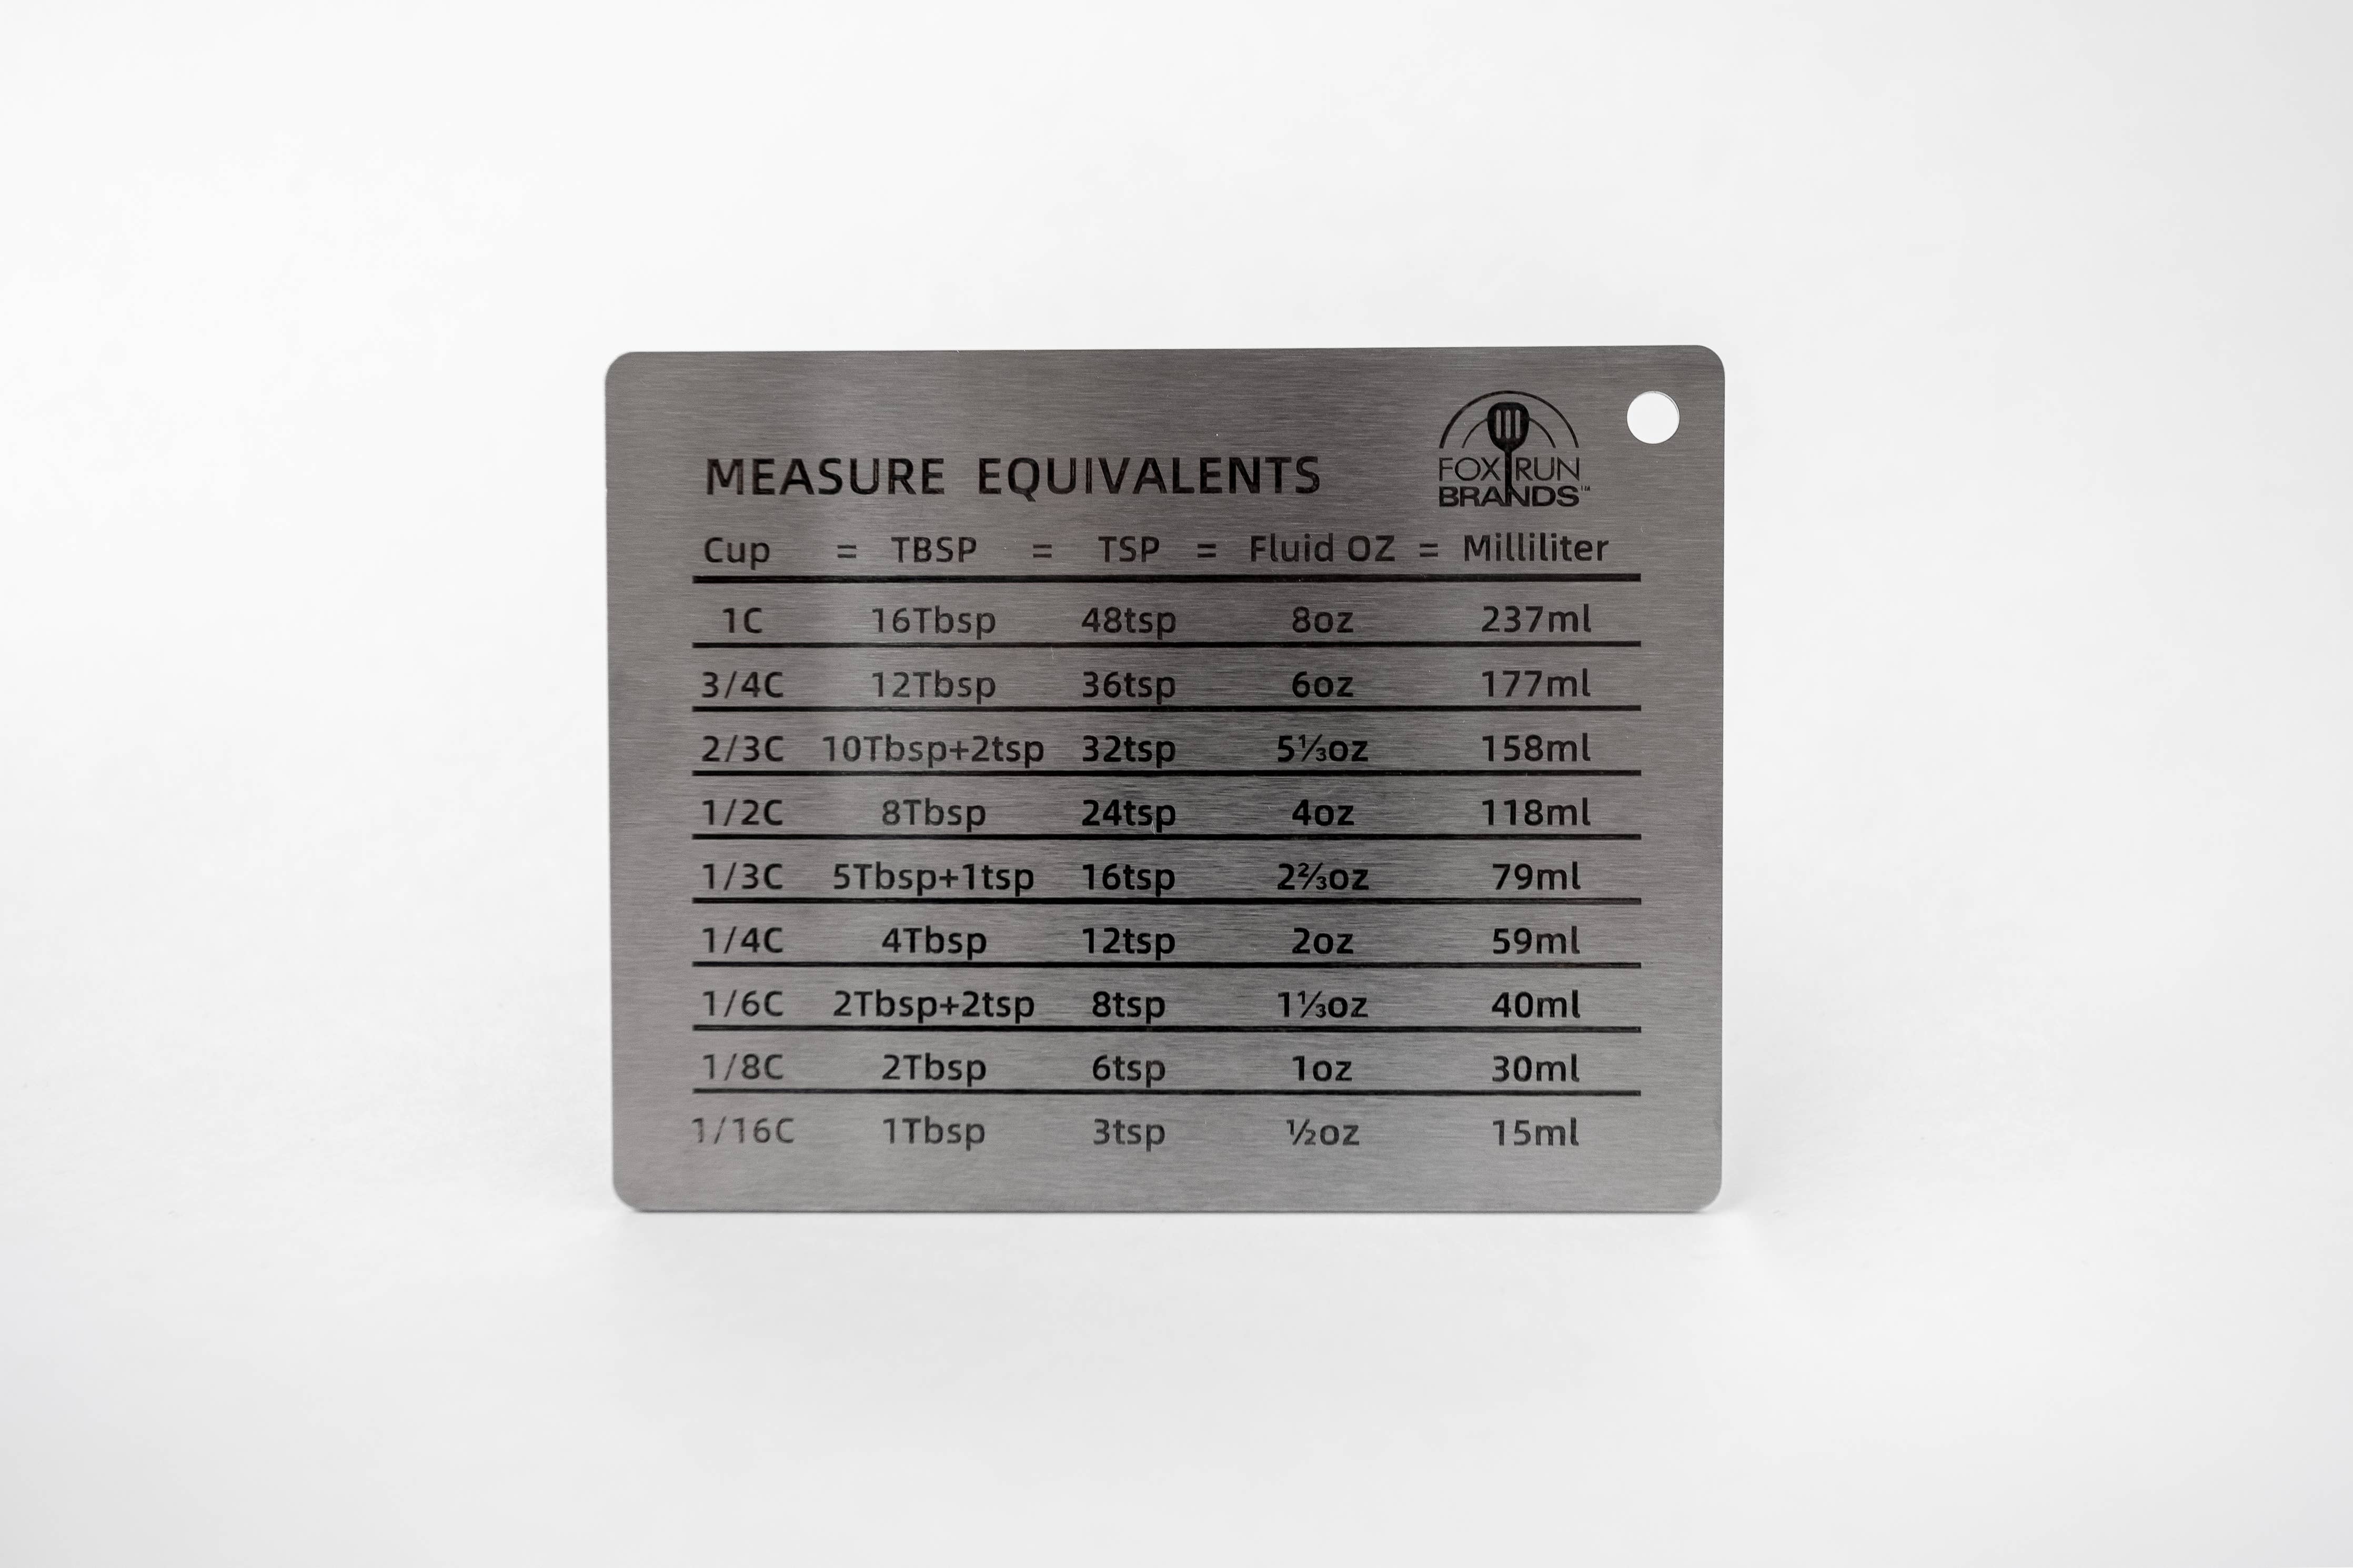 FOX RUN
BRANDS™
MEASURE EQUIVALENTS
Cup = TBSP = TSP = Fluid OZ = Milliliter
1C 16Tbsp 48tsp 8oz 237ml
3/4C 12Tbsp 36tsp 6oz 177ml
2/3C 10Tbsp+2tsp 32tsp 5⅓oz 158ml
1/2C 8Tbsp 24tsp 4oz 118ml
1/3C 5Tbsp+1tsp 16tsp 2⅔oz 79ml
1/4C 4Tbsp 12tsp 2oz 59ml
1/6C 2Tbsp+2tsp 8tsp 1⅓oz 40ml
1/8C 2Tbsp 6tsp 1oz 30ml
1/16C 1Tbsp 3tsp ½oz 15ml